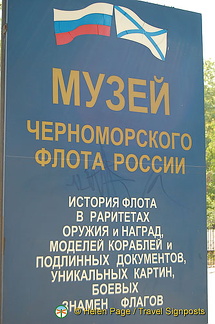 МУЗЕЙ
ЧЕРНОМОРСКОГО
ФЛОТА РОССИИ
ИСТОРИЯ ФЛОТА
В РАРИТЕТАХ
ОРУЖИЯ И НАГРАД,
МОДЕЛЕЙ КОРАБЛЕЙ И
ПОДЛИННЫХ ДОКУМЕНТОВ,
УНИКАЛЬНЫХ КАРТИН,
БОЕВЫХ
ЗНАМЕН ФЛАГОВ
© Helen Page / Travel Signposts